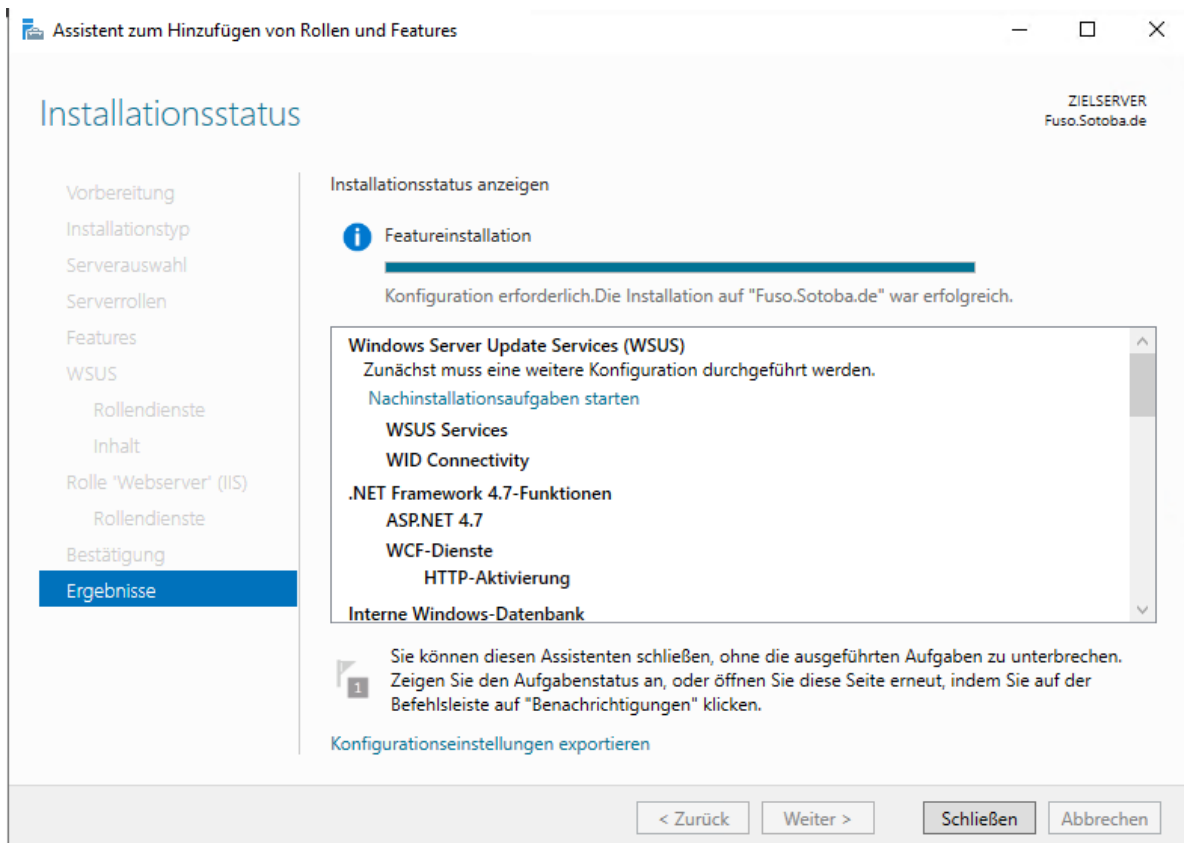 Assistent zum Hinzufügen von Rollen und Features
Installationsstatus
ZIELSERVER
Fuso.Sotoba.de
Vorbereitung
Installationstyp
Serverauswahl
Serverrollen
Features
WSUS
Rollendienste
Inhalt
Rolle 'Webserver' (IIS)
Rollendienste
Bestätigung
Ergebnisse
Installationsstatus anzeigen
Featureinstallation
Konfiguration erforderlich.Die Installation auf "Fuso.Sotoba.de" war erfolgreich.
Windows Server Update Services (WSUS)
Zunächst muss eine weitere Konfiguration durchgeführt werden.
Nachinstallationsaufgaben starten
WSUS Services
WID Connectivity
.NET Framework 4.7-Funktionen
ASP.NET 4.7
WCF-Dienste
HTTP-Aktivierung
Interne Windows-Datenbank
1
Sie können diesen Assistenten schließen, ohne die ausgeführten Aufgaben zu unterbrechen.
Zeigen Sie den Aufgabenstatus an, oder öffnen Sie diese Seite erneut, indem Sie auf der
Befehlsleiste auf "Benachrichtigungen" klicken.
Konfigurationseinstellungen exportieren
< Zurück
Weiter >
Schließen
Abbrechen